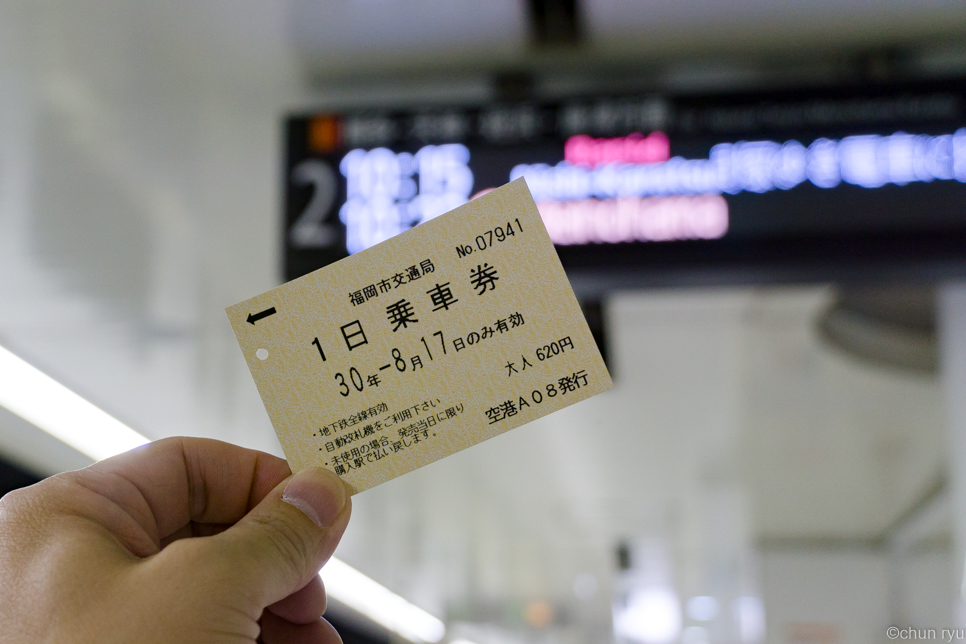 2
10:15
福岡市交通局
No.07941
1日 乗車券
30年-8月17日のみ有効
大人 620円
空港A08発行
・地下鉄全線有効
・自動改札機をご利用下さい
・未使用の場合、発売当日に限り
購入駅で払い戻します。
©chun ryu